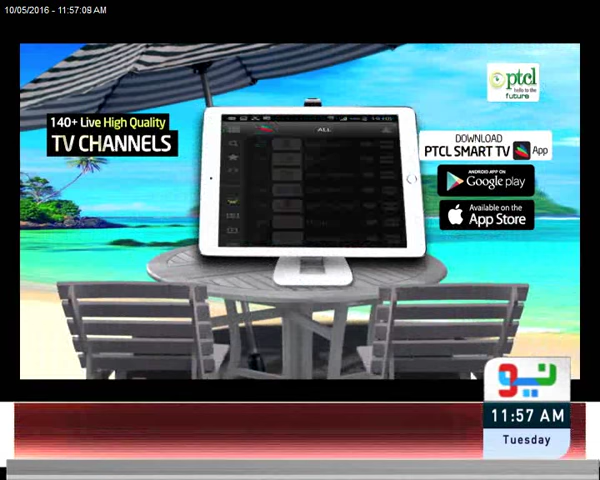 10/05/2016 - 11:57:09 AM
ptcl
hello to the
future
140+ Live High Quality
TV CHANNELS
ALL
DOWNLOAD
PTCL SMART TV App
ANDROID APP ON
Google play
Available on the
App Store
نیو
11:57 AM
Tuesday